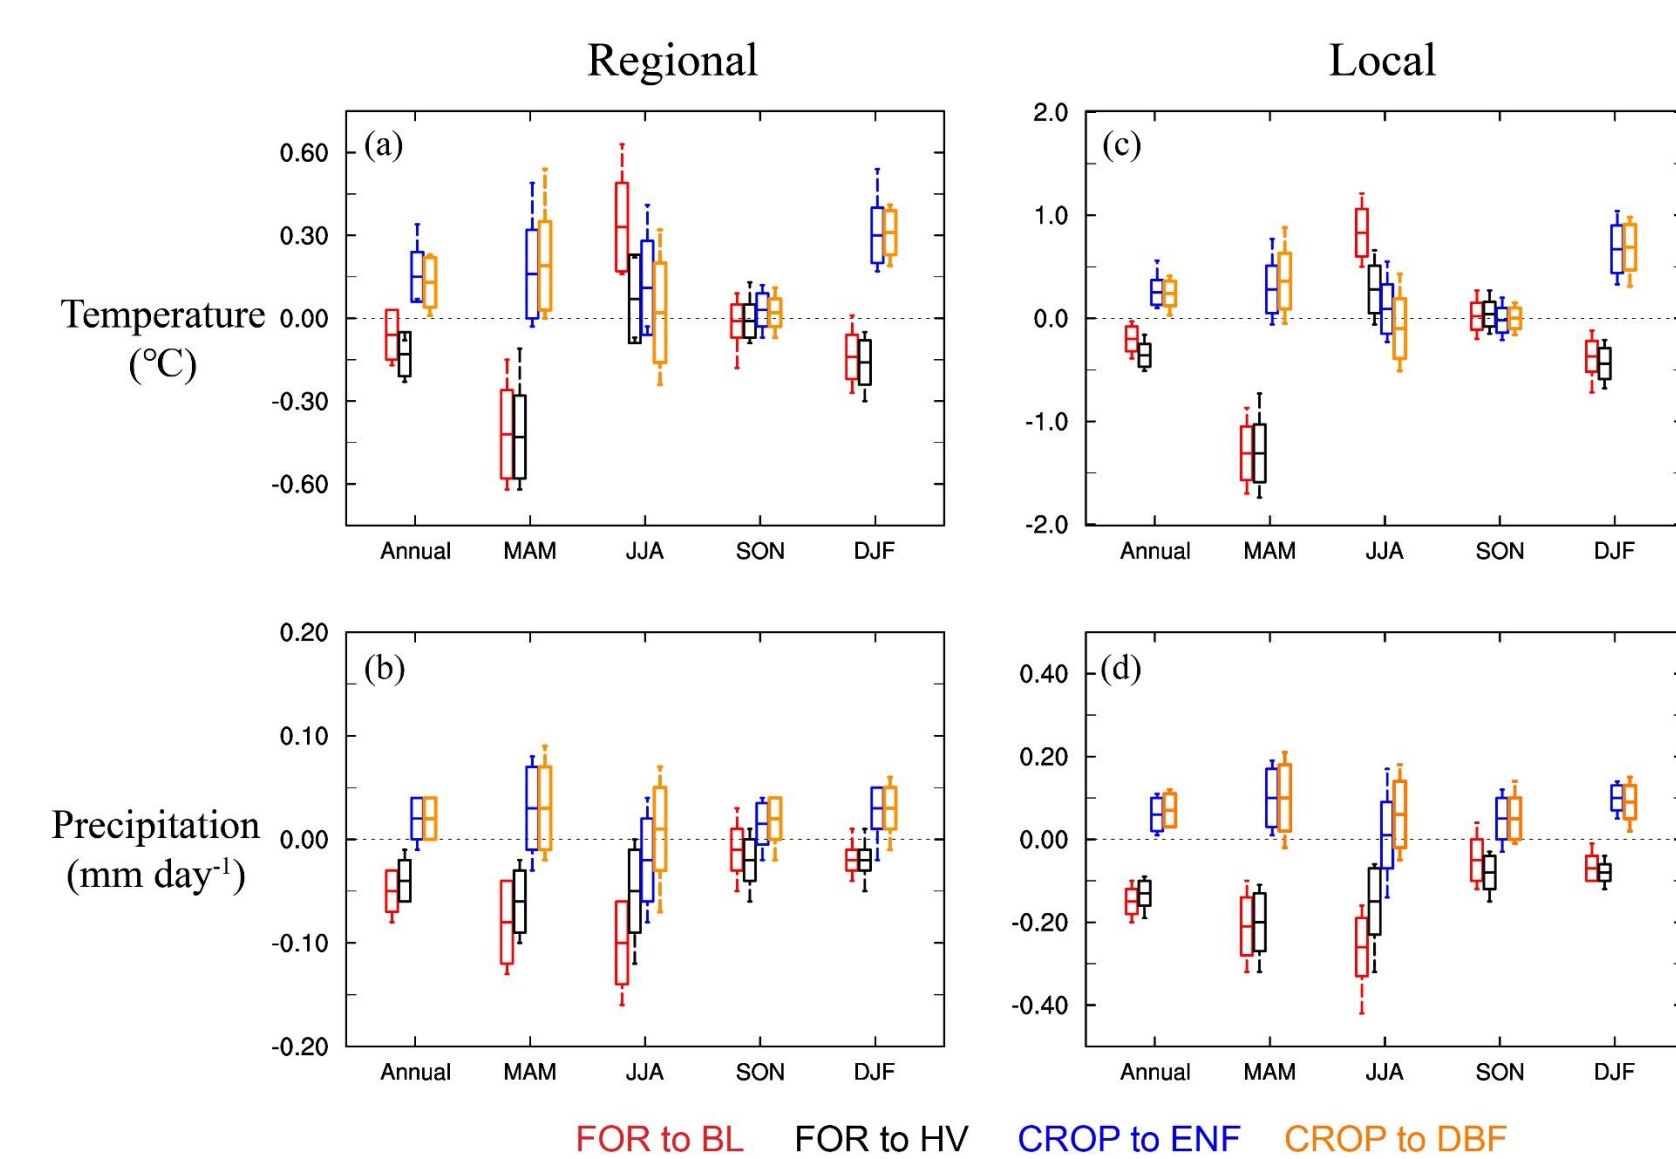 Regional
Local
Temperature
(°C)
(a)
0.60
0.30
0.00
-0.30
-0.60
Annual MAM JJA SON DJF
(c)
2.0
1.0
0.0
-1.0
-2.0
Annual MAM JJA SON DJF
Precipitation
(mm day-1)
(b)
0.20
0.10
0.00
-0.10
-0.20
Annual MAM JJA SON DJF
(d)
0.40
0.20
0.00
-0.20
-0.40
Annual MAM JJA SON DJF
FOR to BL FOR to HV CROP to ENF CROP to DBF